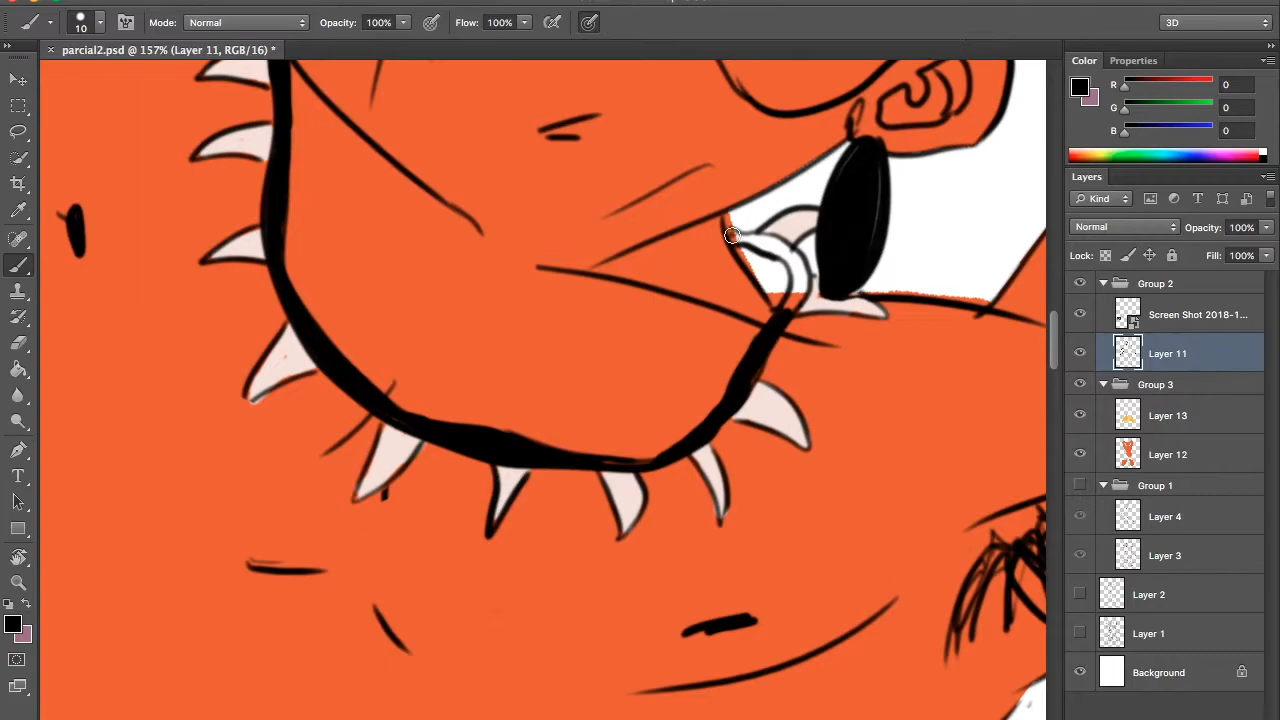 10 Mode: Normal Opacity: 100% Flow: 100% 3D
× parcial2.psd @ 157% (Layer 11, RGB/16) *
Color Properties
R 0
G 0
B 0
Layers
Kind
Normal Opacity: 100%
Lock: Fill: 100%
Group 2
Screen Shot 2018-1...
Layer 11
Group 3
Layer 13
Layer 12
Group 1
Layer 4
Layer 3
Layer 2
Layer 1
Background